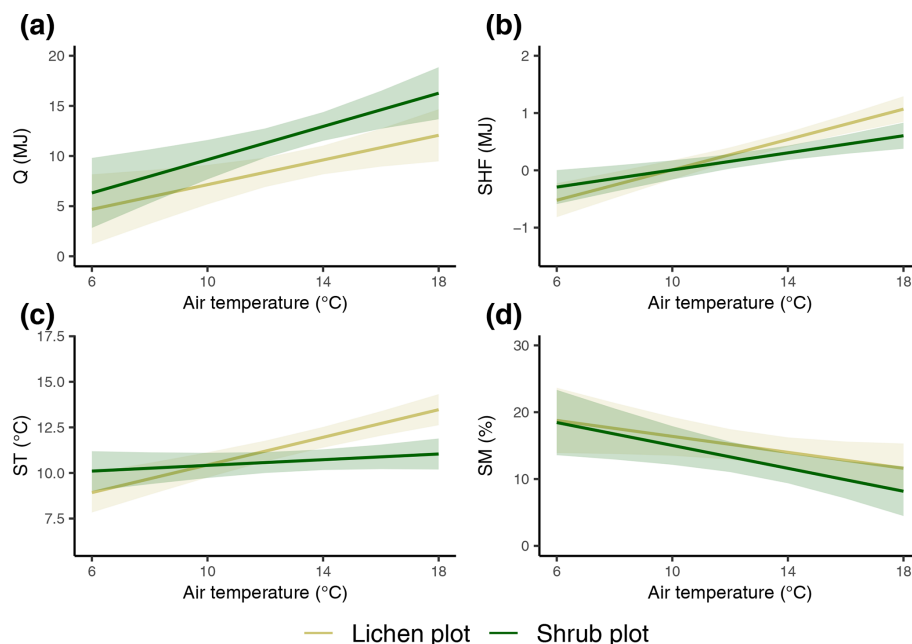 (a)
20
15
10
5
0
Q (MJ)
6 10 14 18
Air temperature (°C)
(b)
2
1
0
−1
SHF (MJ)
6 10 14 18
Air temperature (°C)
(c)
17.5
15.0
12.5
10.0
7.5
ST (°C)
6 10 14 18
Air temperature (°C)
(d)
30
20
10
0
SM (%)
6 10 14 18
Air temperature (°C)
Lichen plot Shrub plot